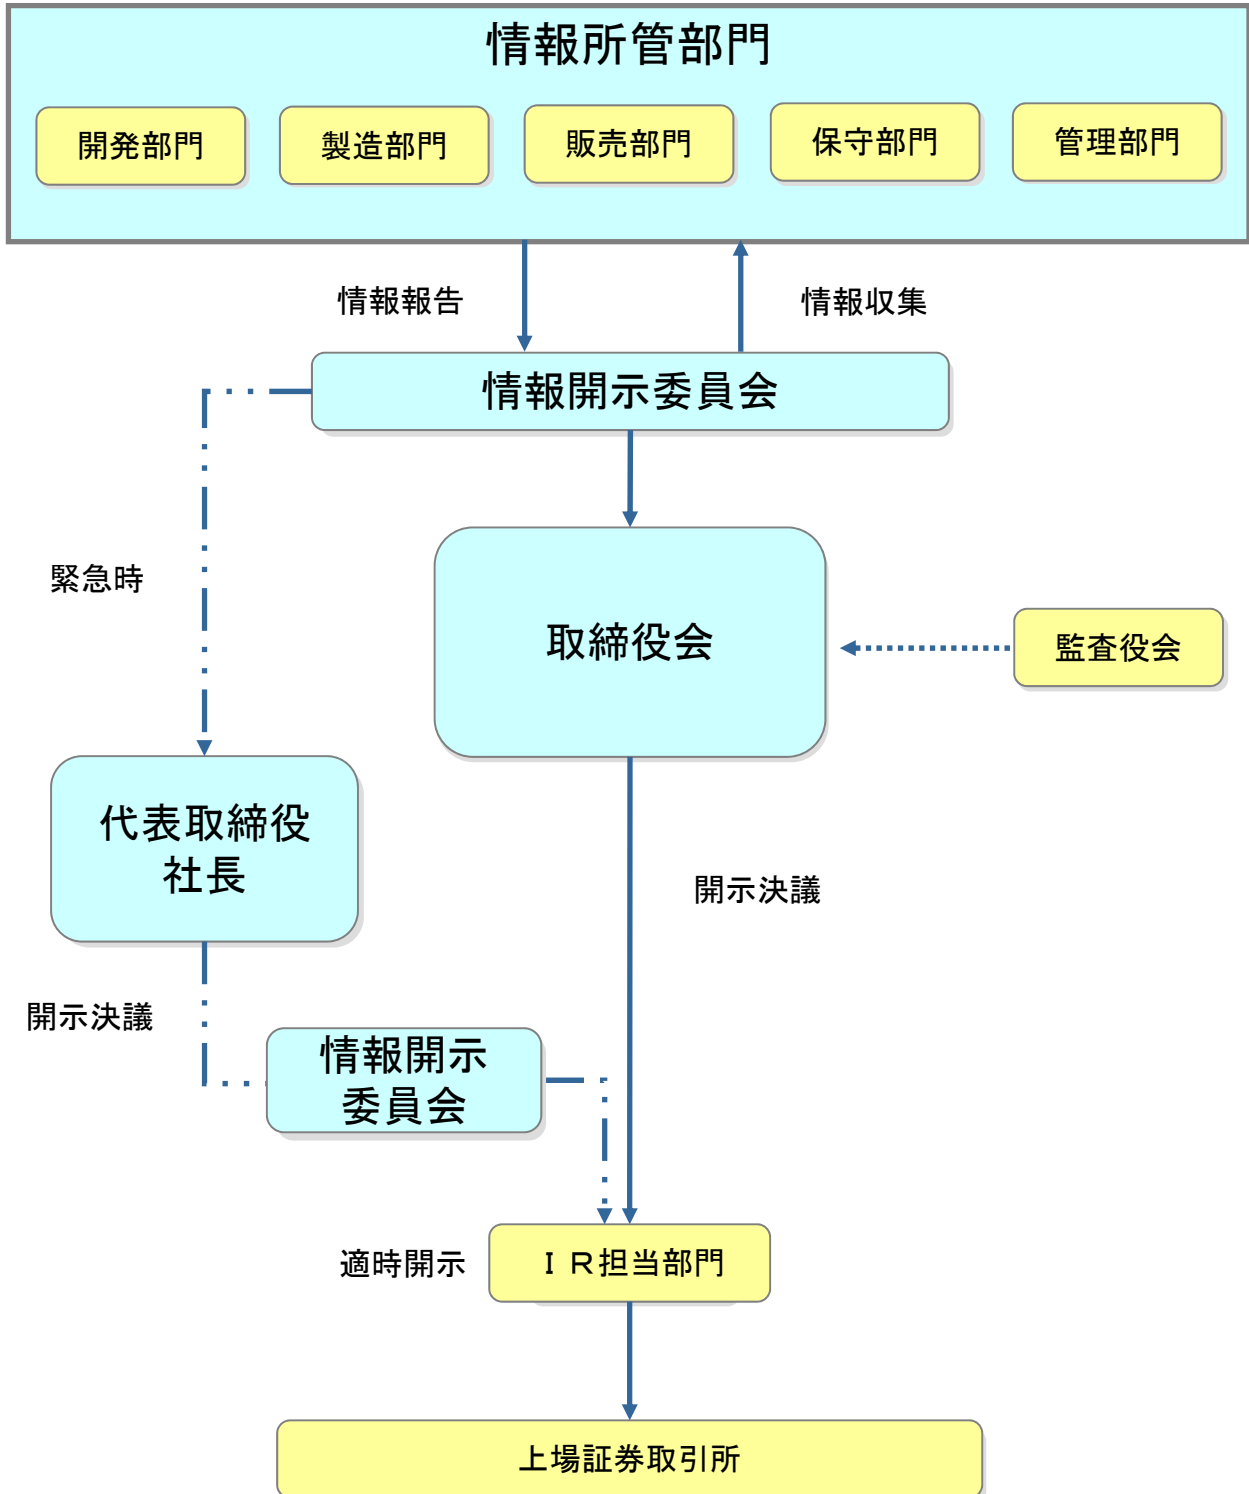 情報所管部門
開発部門
製造部門
販売部門
保守部門
管理部門
情報報告
情報収集
情報開示委員会
緊急時
取締役会
監査役会
代表取締役
社長
開示決議
開示決議
情報開示
委員会
適時開示
ＩＲ担当部門
上場証券取引所